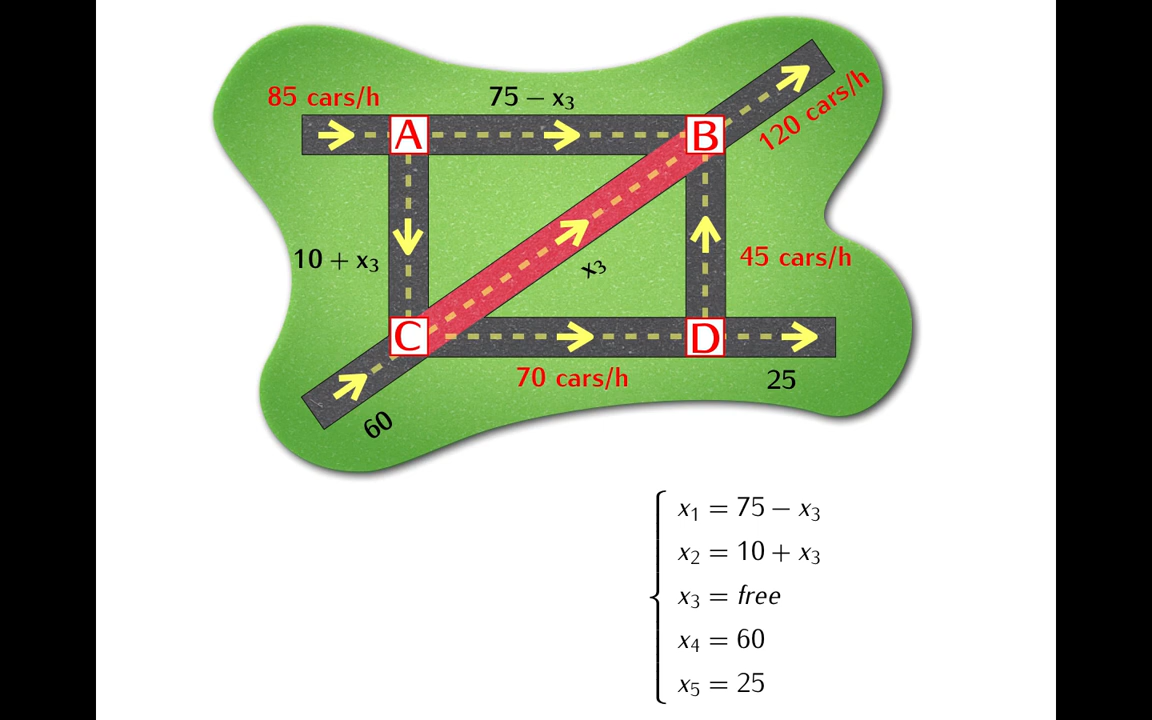 85 cars/h
75 − x₃
120 cars/h
A
B
10 + x₃
x₃
45 cars/h
C
D
70 cars/h
25
60
x₁ = 75 − x₃
x₂ = 10 + x₃
x₃ = free
x₄ = 60
x₅ = 25